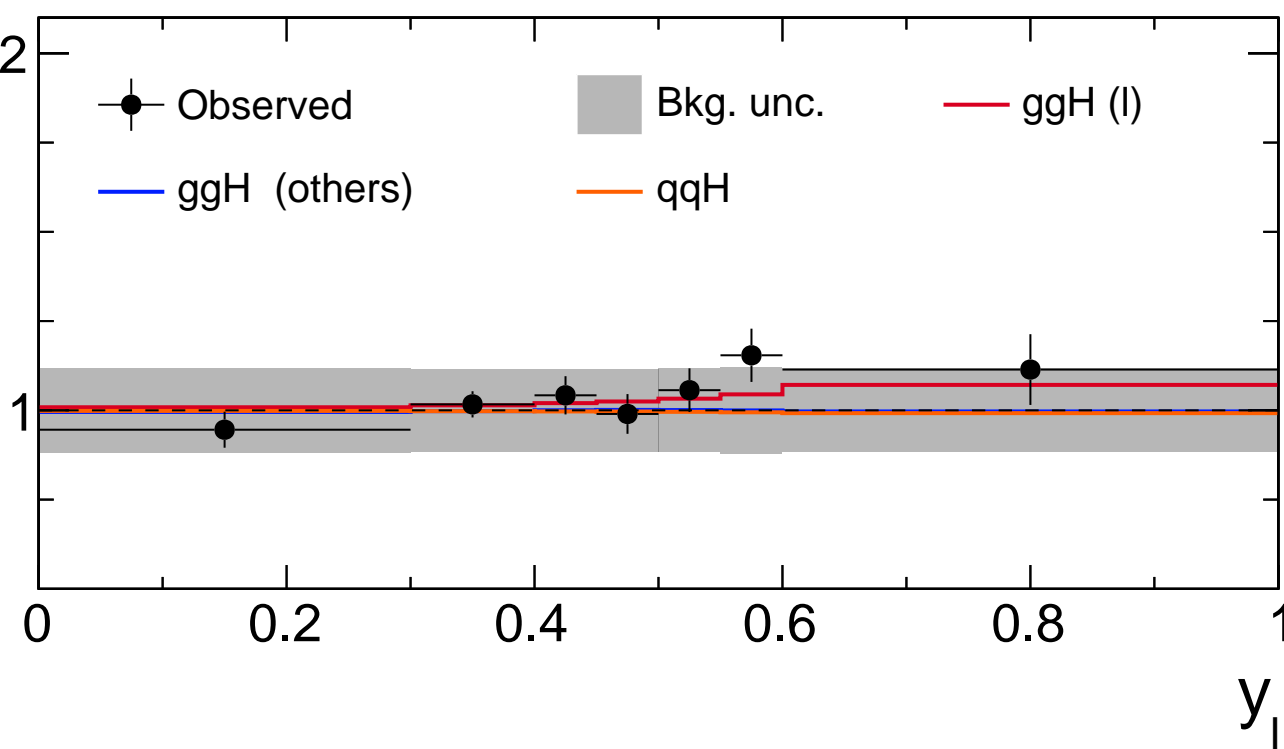 2
Observed Bkg. unc. ggH (l)
ggH (others) qqH
1
0 0.2 0.4 0.6 0.8 1
y
l